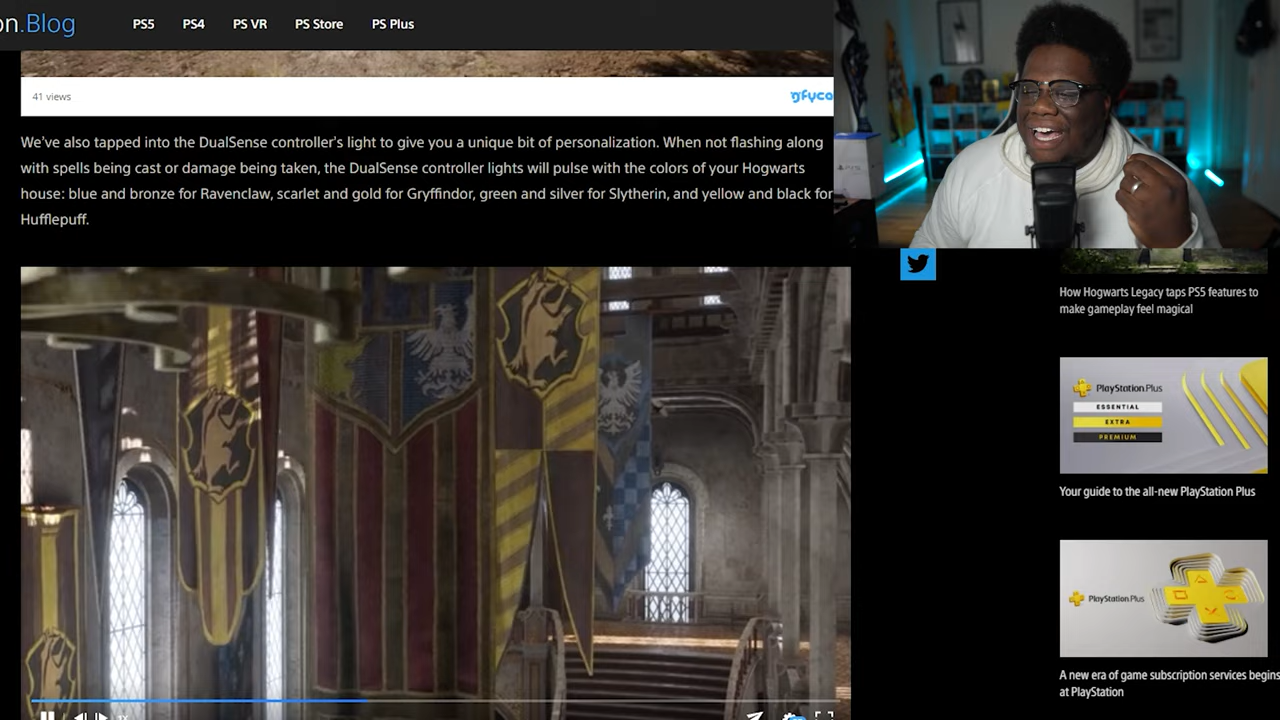 on.Blog
PS5
PS4
PS VR
PS Store
PS Plus
41 views
gfyca
We've also tapped into the DualSense controller's light to give you a unique bit of personalization. When not flashing along
with spells being cast or damage being taken, the DualSense controller lights will pulse with the colors of your Hogwarts
house: blue and bronze for Ravenclaw, scarlet and gold for Gryffindor, green and silver for Slytherin, and yellow and black for
Hufflepuff.
PS5
How Hogwarts Legacy taps PS5 features to
make gameplay feel magical
PlayStation Plus
ESSENTIAL
EXTRA
PREMIUM
Your guide to the all-new PlayStation Plus
PlayStation Plus
A new era of game subscription services begins
at PlayStation
1x